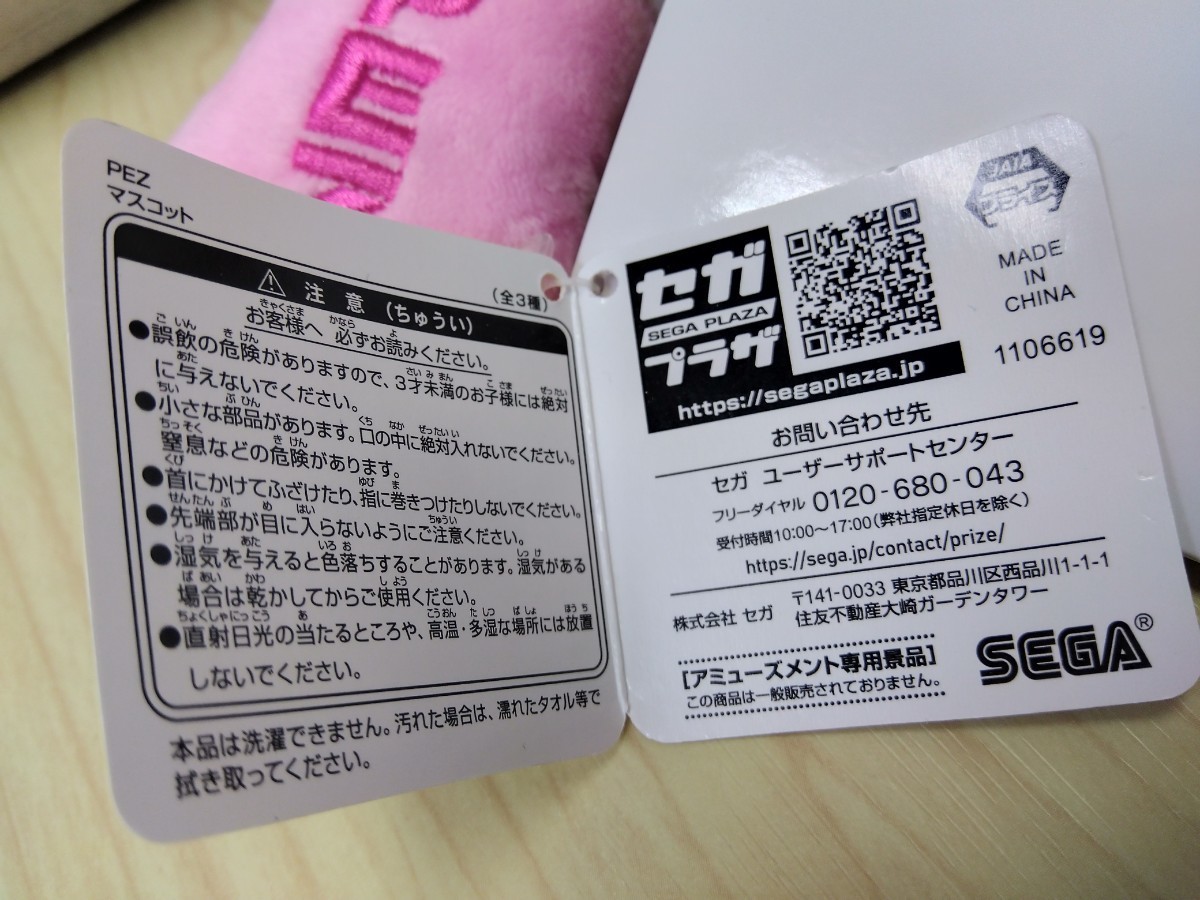 PEZ
PEZ
マスコット
(全3種)
⚠ 注意 (ちゅうい)
お客様へ 必ずお読みください。
●誤飲の危険がありますので、3才未満のお子様には絶対
に与えないでください。
●小さな部品があります。口の中に絶対入れないでください。
窒息などの危険があります。
●首にかけてふざけたり、指に巻きつけたりしないでください。
●先端部が目に入らないようにご注意ください。
●湿気を与えると色落ちすることがあります。湿気がある
場合は乾かしてからご使用ください。
●直射日光の当たるところや、高温・多湿な場所には放置
しないでください。
本品は洗濯できません。汚れた場合は、濡れたタオル等で
拭き取ってください。
セガ
SEGA PLAZA
プラザ
https://segaplaza.jp
JAIA
プライズ
MADE
IN
CHINA
1106619
お問い合わせ先
セガ ユーザーサポートセンター
フリーダイヤル 0120-680-043
受付時間10:00〜17:00(弊社指定休日を除く)
https://sega.jp/contact/prize/
株式会社 セガ
〒141-0033 東京都品川区西品川1-1-1
住友不動産大崎ガーデンタワー
[アミューズメント専用景品]
この商品は一般販売されておりません。
SEGA®